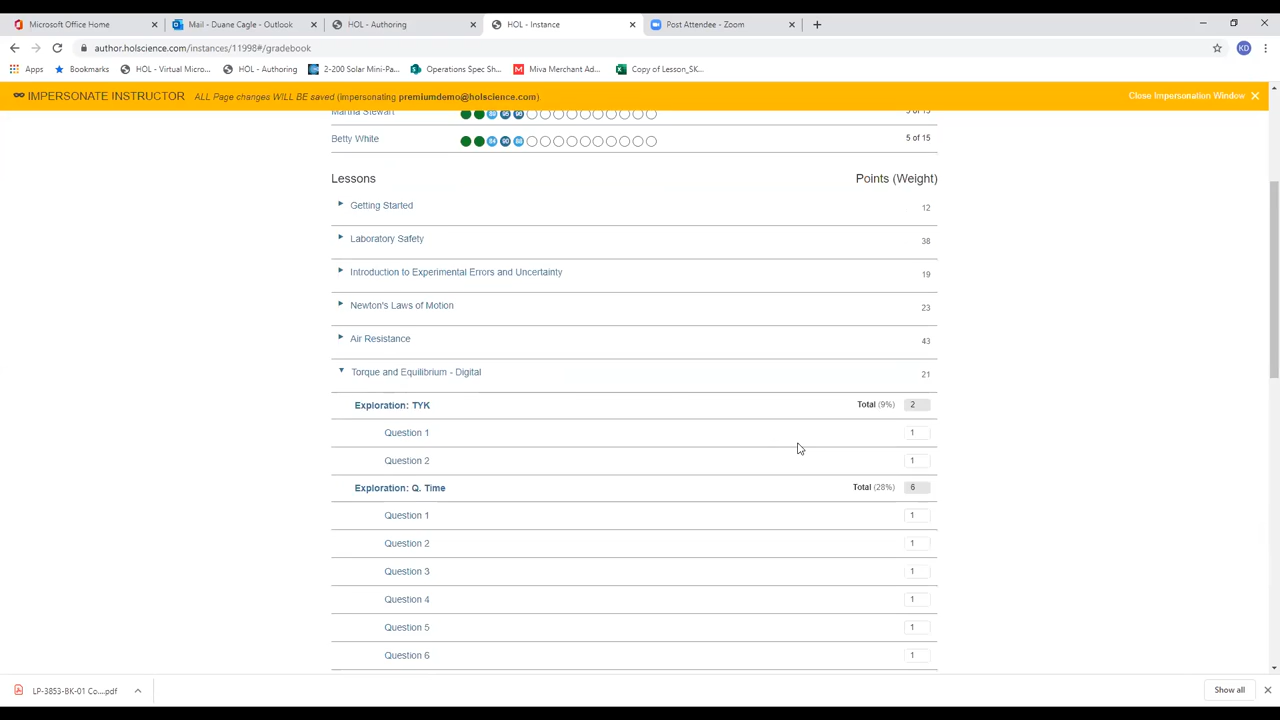 Microsoft Office Home
Mail - Duane Cagle - Outlook
HOL - Authoring
HOL - Instance
Post Attendee - Zoom
author.holscience.com/instances/11998#/gradebook
KD
Apps
Bookmarks
HOL - Virtual Micro...
HOL - Authoring
2-200 Solar Mini-Pa...
Operations Spec Sh...
Miva Merchant Ad...
Copy of Lesson_SK...
IMPERSONATE INSTRUCTOR ALL Page changes WILL BE saved (impersonating premiumdemo@holscience.com)
Close Impersonation Window
Martha Stewart 5 of 15
Betty White 5 of 15
Lessons Points (Weight)
Getting Started 12
Laboratory Safety 38
Introduction to Experimental Errors and Uncertainty 19
Newton's Laws of Motion 23
Air Resistance 43
Torque and Equilibrium - Digital 21
Exploration: TYK Total (9%) 2
Question 1 1
Question 2 1
Exploration: Q. Time Total (28%) 6
Question 1 1
Question 2 1
Question 3 1
Question 4 1
Question 5 1
Question 6 1
LP-3853-BK-01 Co....pdf
Show all